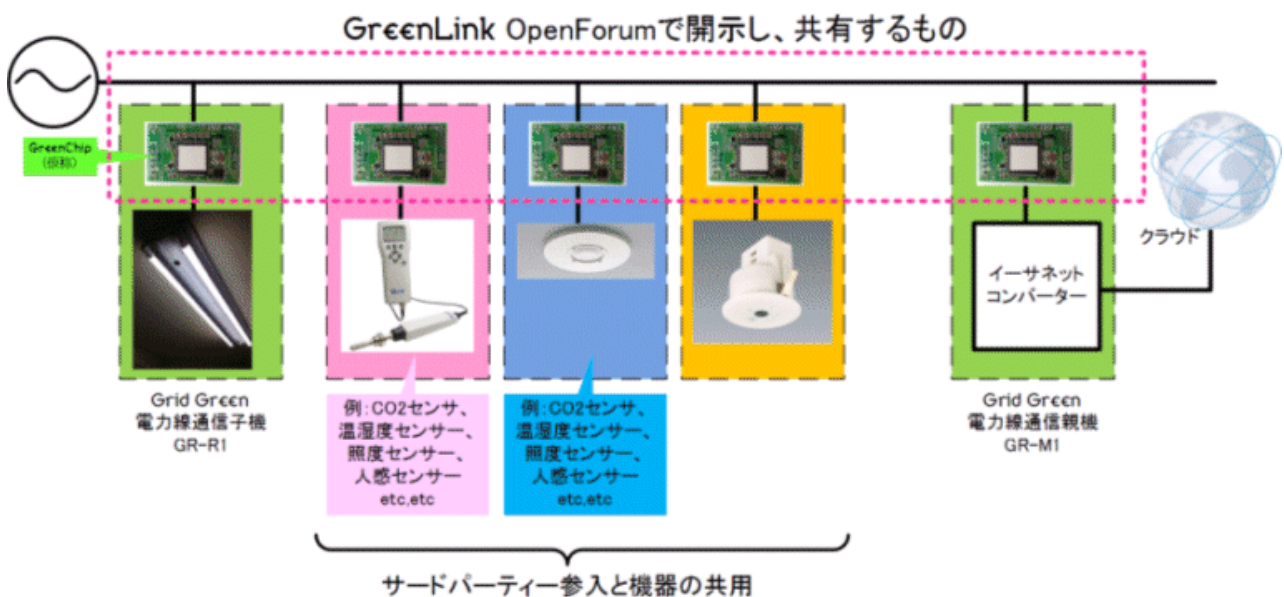 GrεεnLink OpenForumで開示し、共有するもの
GrεεnChip
(仮称)
クラウド
イーサネット
コンバーター
Grid Grεεn
電力線通信子機
GR-R1
例:CO2センサ、
温湿度センサー、
照度センサー、
人感センサー
etc,etc
例:CO2センサ、
温湿度センサー、
照度センサー、
人感センサー
etc,etc
Grid Grεεn
電力線通信親機
GR-M1
サードパーティー参入と機器の共用